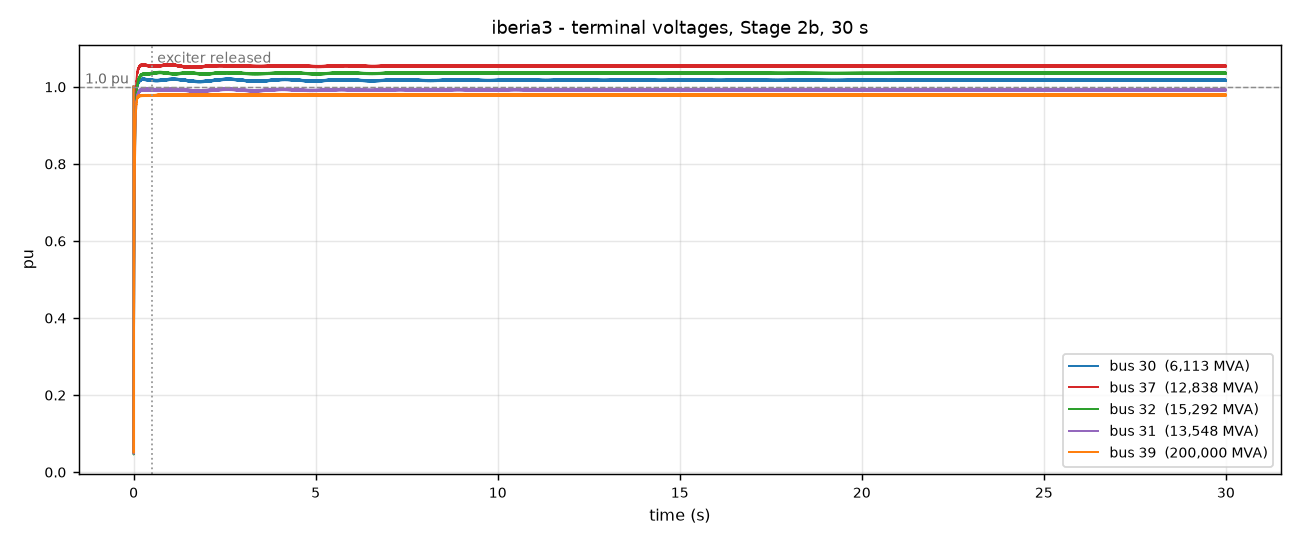 iberia3 - terminal voltages, Stage 2b, 30 s
exciter released
1.0 pu
1.0
0.8
0.6
0.4
0.2
0.0
pu
bus 30 (6,113 MVA)
bus 37 (12,838 MVA)
bus 32 (15,292 MVA)
bus 31 (13,548 MVA)
bus 39 (200,000 MVA)
0 5 10 15 20 25 30
time (s)